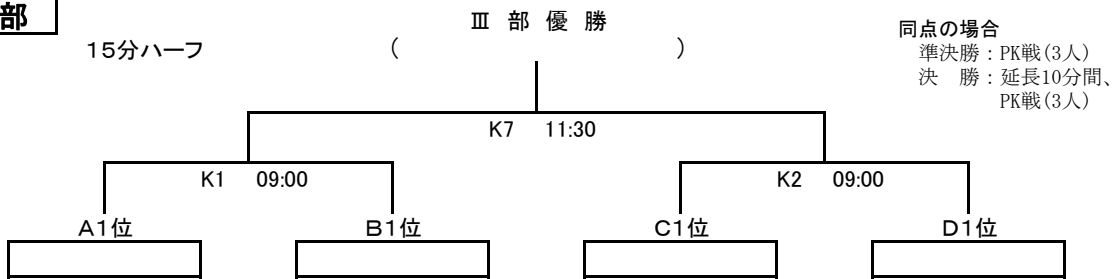 部
Ⅲ 部 優 勝
15分ハーフ
( )
同点の場合
準決勝：PK戦(3人)
決　勝：延長10分間、
PK戦(3人)
K7 11:30
K1 09:00
K2 09:00
A1位
B1位
C1位
D1位